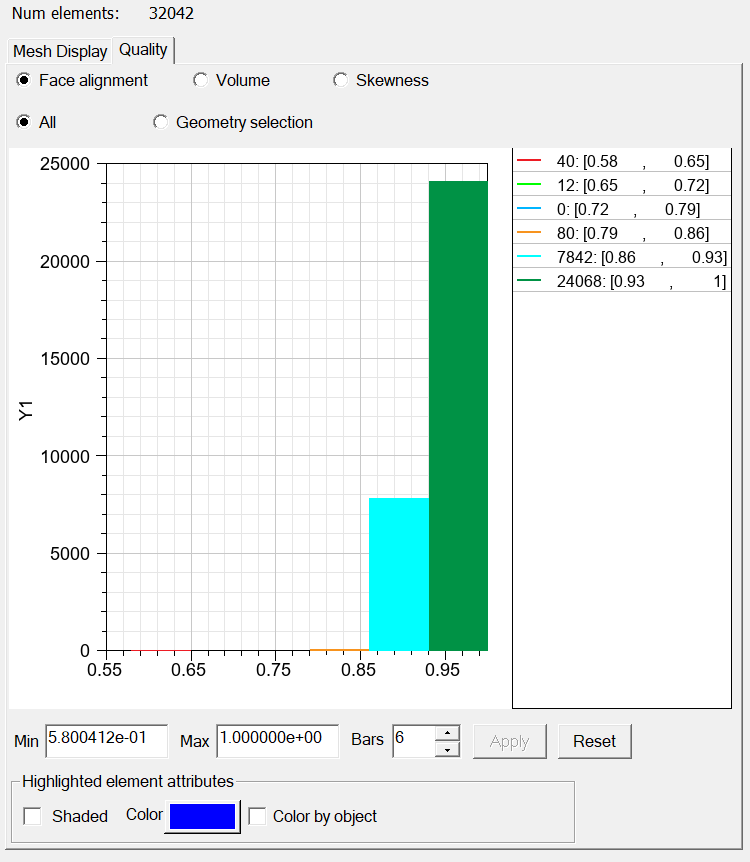 Num elements: 32042
Mesh Display Quality
Face alignment Volume Skewness
All Geometry selection
25000
20000
15000
10000
5000
0
Y1
0.55 0.65 0.75 0.85 0.95
40: [0.58 , 0.65]
12: [0.65 , 0.72]
0: [0.72 , 0.79]
80: [0.79 , 0.86]
7842: [0.86 , 0.93]
24068: [0.93 , 1]
Min 5.800412e-01 Max 1.000000e+00 Bars 6 Apply Reset
Highlighted element attributes
Shaded Color Color by object